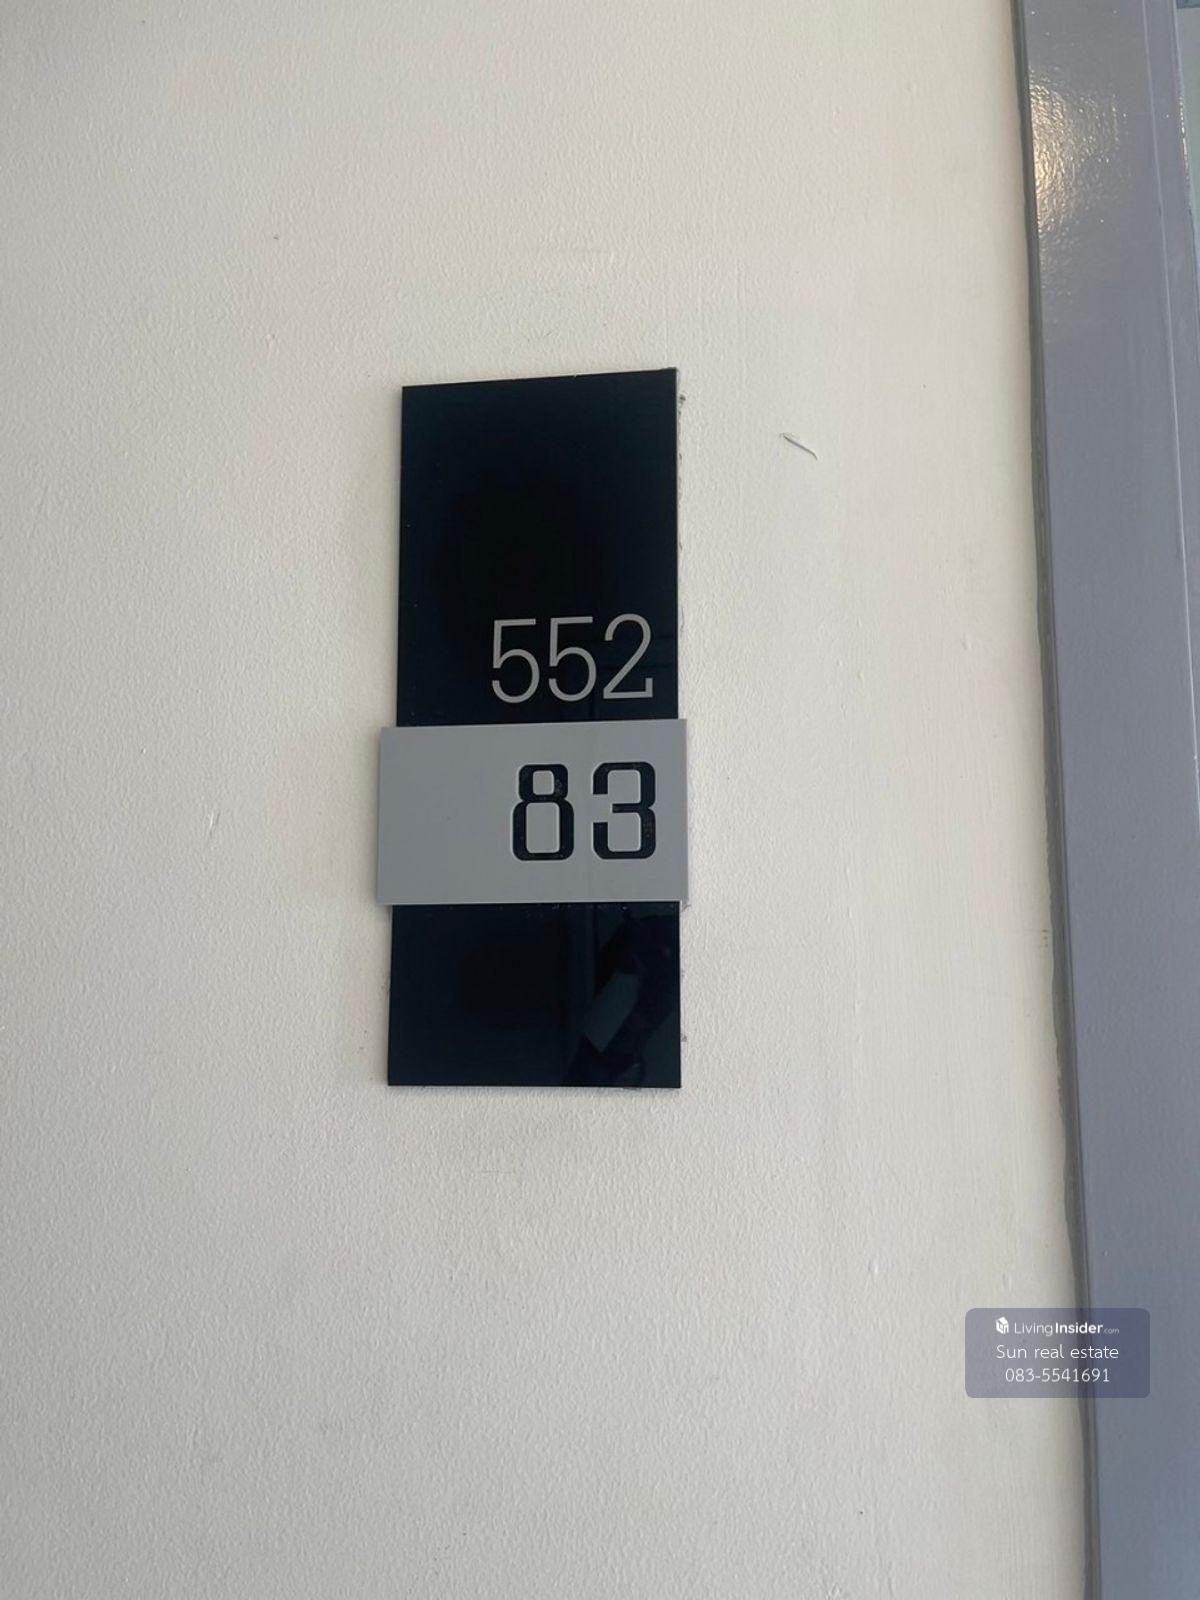 552
83
LivingInsider.com
Sun real estate
083-5541691